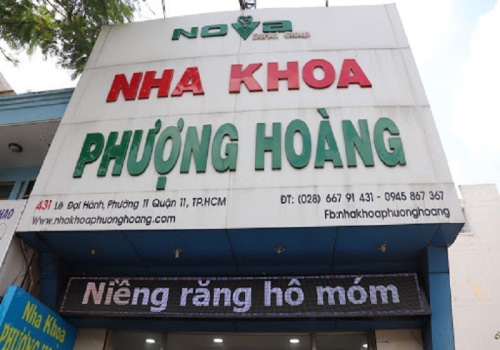 NOVA
DENTAL GROUP
NHA KHOA
PHƯỢNG HOÀNG
431 Lê Đại Hành, Phường 11 Quận 11, TP.HCM
ĐT: (028) 667 91 431 - 0945 867 367
Www.nhakhoaphuonghoang.com
Fb:nhakhoaphuonghoang
Niềng răng hô móm
Nha Khoa
PHƯỢNG